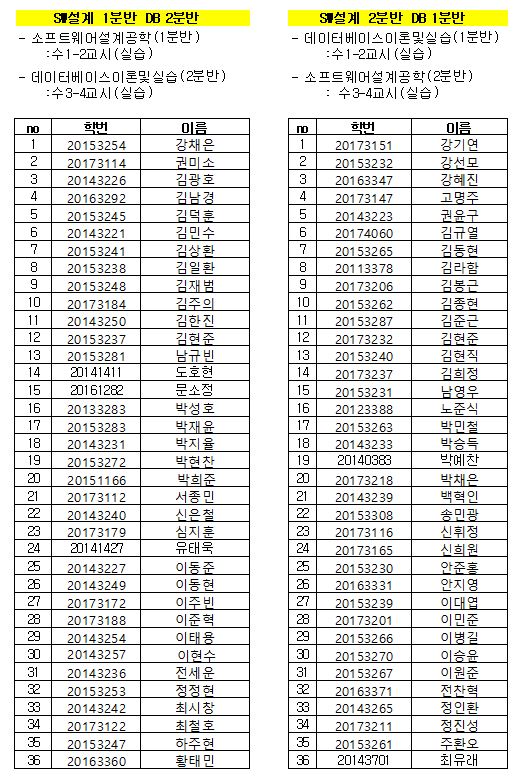 SW설계 1분반 DB 2분반
- 소프트웨어설계공학(1분반)
:수1-2교시(실습)
- 데이터베이스이론및실습(2분반)
:수3-4교시(실습)
no 학번 이름
1 20153254 강채은
2 20173114 권미소
3 20143226 김광호
4 20163292 김남경
5 20153245 김덕훈
6 20143221 김민수
7 20153241 김상환
8 20153238 김일환
9 20153248 김재범
10 20173184 김주의
11 20143250 김한진
12 20153237 김현준
13 20153281 남규빈
14 20141411 도호현
15 20161282 문소정
16 20133283 박성호
17 20153283 박재윤
18 20143231 박지율
19 20153272 박현찬
20 20151166 박희준
21 20173112 서종민
22 20143240 신은철
23 20173179 심지훈
24 20141427 유태욱
25 20143227 이동준
26 20143249 이동현
27 20173172 이주빈
28 20173188 이준혁
29 20143254 이태용
30 20143257 이현수
31 20143236 전세운
32 20153253 정정현
33 20143242 최시창
34 20173122 최철호
35 20153247 하주현
36 20163360 황태민
SW설계 2분반 DB 1분반
- 데이터베이스이론및실습(1분반)
:수1-2교시(실습)
- 소프트웨어설계공학(2분반)
: 수3-4교시(실습)
no 학번 이름
1 20173151 강기연
2 20153232 강선모
3 20163347 강혜진
4 20173147 고명주
5 20143223 권윤구
6 20174060 김규열
7 20153265 김동현
8 20113378 김라함
9 20173206 김봉근
10 20153262 김종현
11 20153287 김준근
12 20173232 김현준
13 20153240 김현직
14 20173237 김희정
15 20153231 남영우
16 20123388 노준식
17 20153263 박민철
18 20143233 박승득
19 20140383 박예찬
20 20173218 박채은
21 20143239 백혁인
22 20153308 송민광
23 20173116 신휘정
24 20173165 신희원
25 20153230 안준홀
26 20163331 안지영
27 20153239 이대엽
28 20173201 이민준
29 20153266 이병길
30 20153270 이승윤
31 20153267 이원준
32 20163371 전찬혁
33 20143265 정인환
34 20173211 정진성
35 20153261 주환오
36 20143701 최유래